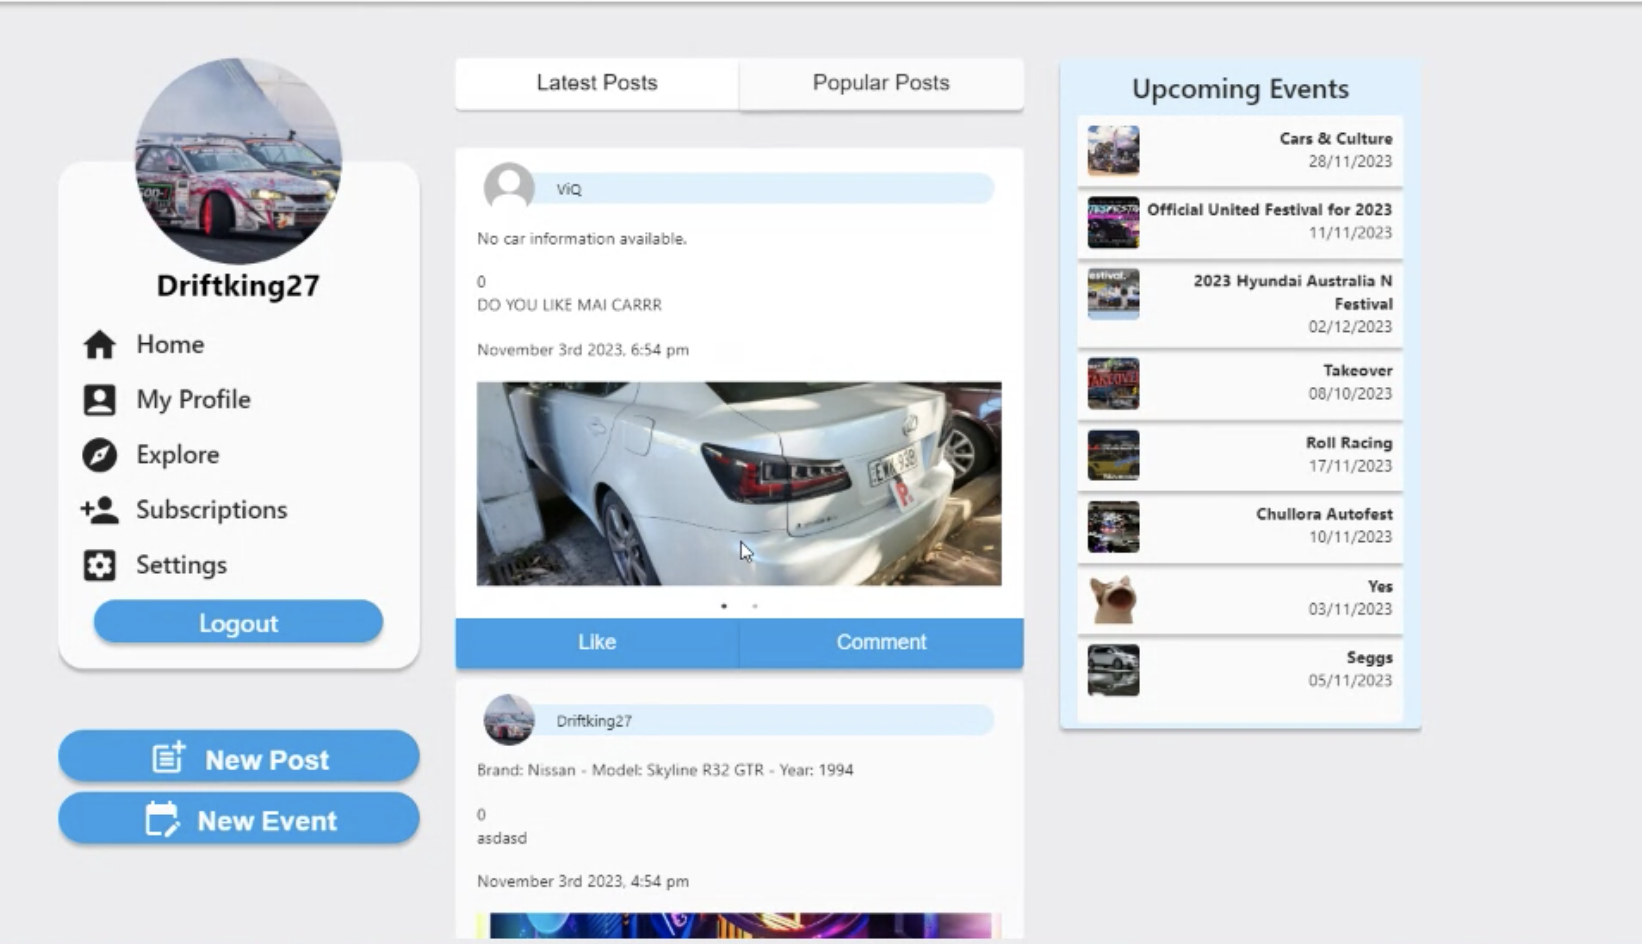 Driftking27
Home
My Profile
Explore
Subscriptions
Settings
Logout
New Post
New Event
Latest Posts
Popular Posts
ViQ
No car information available.
0
DO YOU LIKE MAI CARRR
November 3rd 2023, 6:54 pm
Like
Comment
Driftking27
Brand: Nissan - Model: Skyline R32 GTR - Year: 1994
0
asdasd
November 3rd 2023, 4:54 pm
Upcoming Events
Cars & Culture
28/11/2023
Official United Festival for 2023
11/11/2023
2023 Hyundai Australia N
Festival
02/12/2023
Takeover
08/10/2023
Roll Racing
17/11/2023
Chullora Autofest
10/11/2023
Yes
03/11/2023
Seggs
05/11/2023